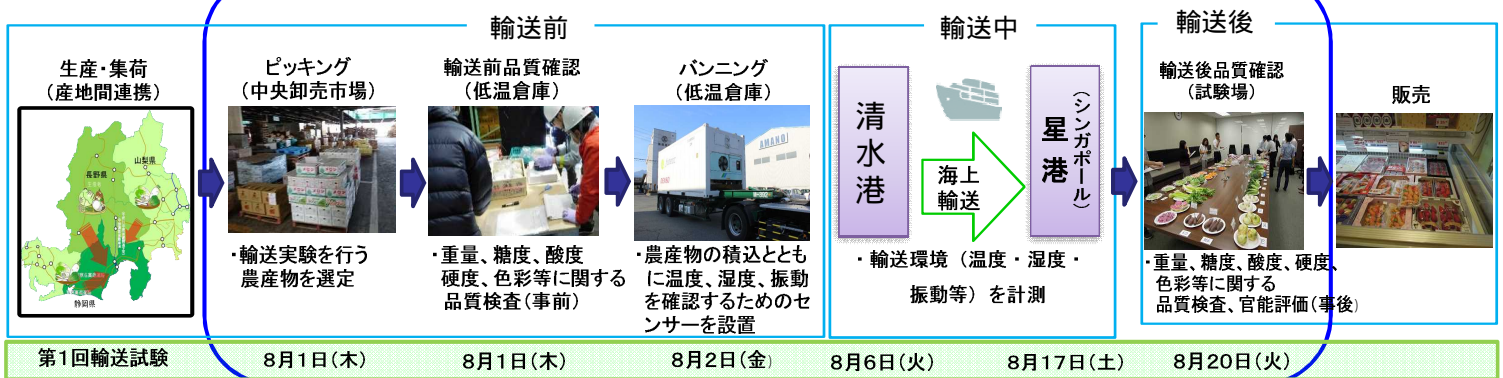 輸送前
輸送中
輸送後
生産・集荷
(産地間連携)
山梨県
長野県
静岡県
ピッキング
(中央卸売市場)
・輸送実験を行う
農産物を選定
輸送前品質確認
(低温倉庫)
・重量、糖度、酸度
硬度、色彩等に関する
品質検査(事前)
バンニング
(低温倉庫)
AMANO
・農産物の積込ととも
に温度、湿度、振動
を確認するためのセ
ンサーを設置
清水港
海上
輸送
星港
(シンガポール)
・輸送環境(温度・湿度・
振動等)を計測
輸送後品質確認
(試験場)
・重量、糖度、酸度、硬度、
色彩等に関する
品質検査、官能評価(事後)
販売
第1回輸送試験
8月1日(木)
8月1日(木)
8月2日(金)
8月6日(火)
8月17日(土)
8月20日(火)